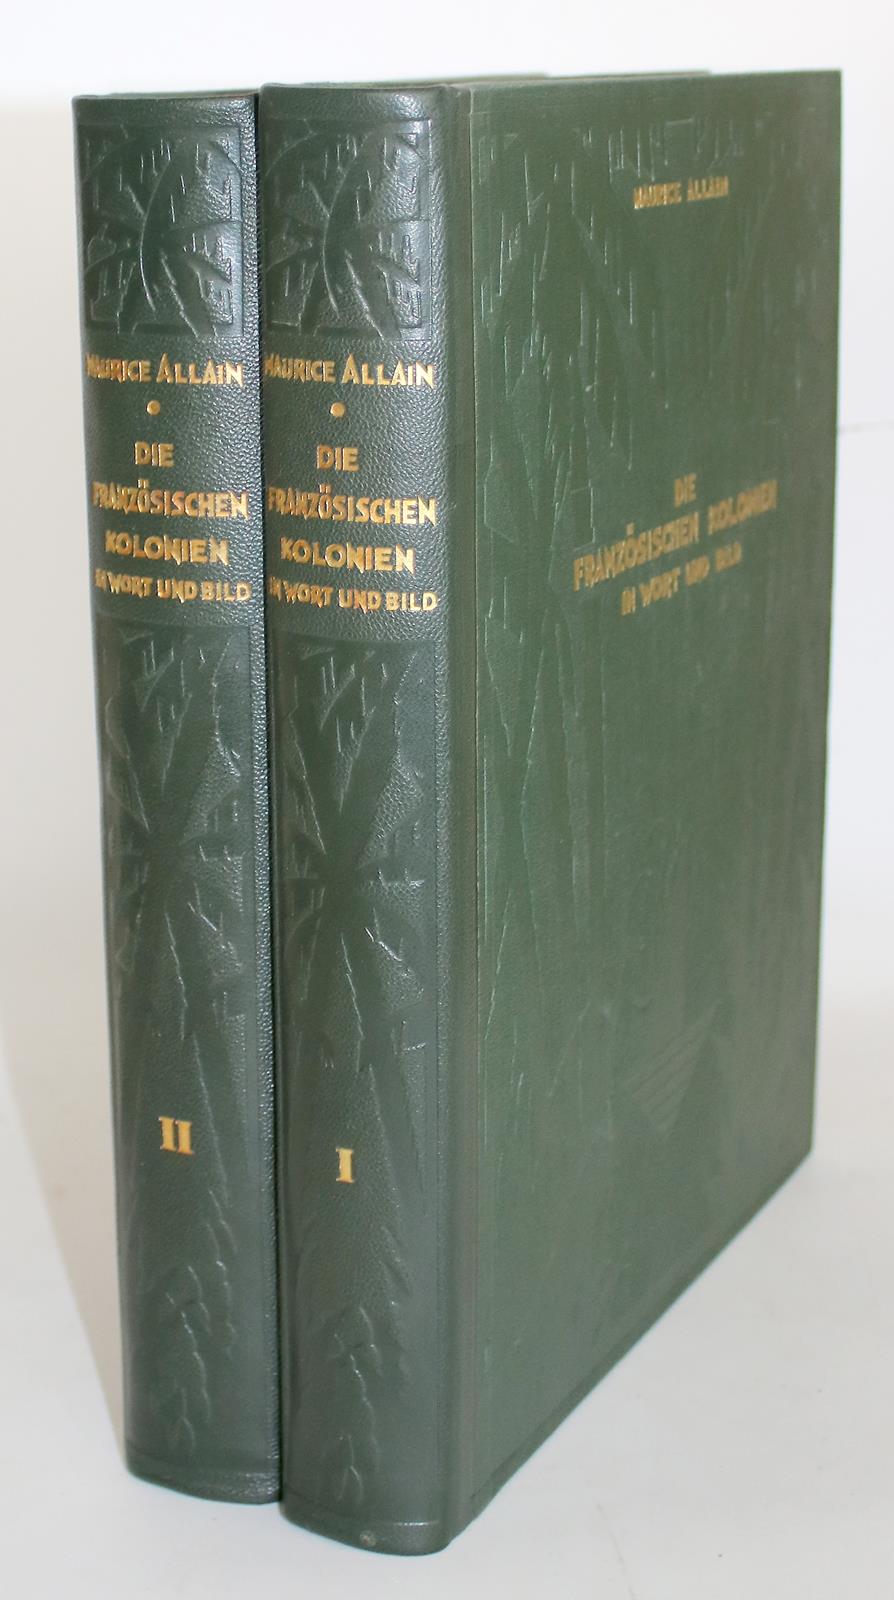 MAURICE ALLAIN
DIE
FRANZÖSISCHEN
KOLONIEN
IN WORT UND BILD
II
MAURICE ALLAIN
DIE
FRANZÖSISCHEN
KOLONIEN
IN WORT UND BILD
I
MAURICE ALLAIN
DIE
FRANZÖSISCHEN KOLONIEN
IN WORT UND BILD